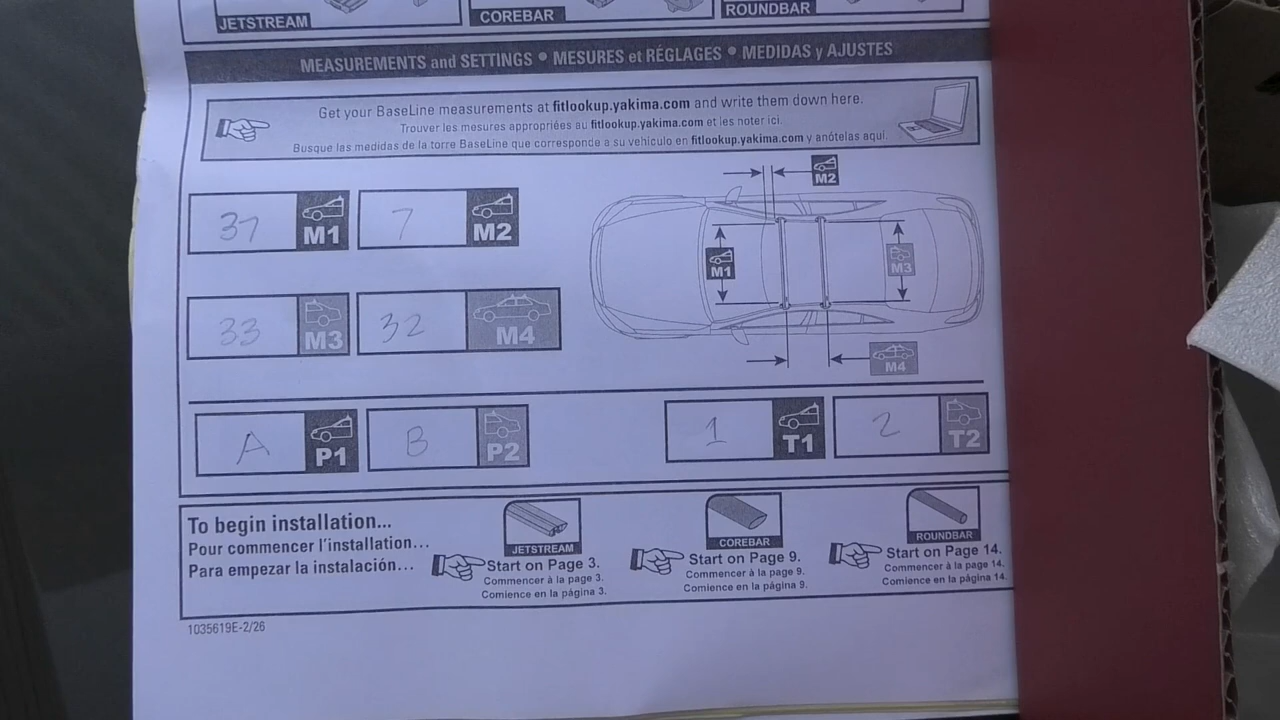 JETSTREAM COREBAR ROUNDBAR
MEASUREMENTS and SETTINGS • MESURES et RÉGLAGES • MEDIDAS y AJUSTES
Get your BaseLine measurements at fitlookup.yakima.com and write them down here.
Trouver les mesures appropriées au fitlookup.yakima.com et les noter ici.
Busque las medidas de la torre BaseLine que corresponde a su vehículo en fitlookup.yakima.com y anótelas aquí.
M2
37 M1 7 M2
M1 M3
33 M3 32 M4
M4
A P1 B P2 1 T1 2 T2
To begin installation...
Pour commencer l'installation...
Para empezar la instalación...
JETSTREAM
Start on Page 3.
Commencer à la page 3.
Comience en la página 3.
COREBAR
Start on Page 9.
Commencer à la page 9.
Comience en la página 9.
ROUNDBAR
Start on Page 14.
Commencer à la page 14.
Comience en la página 14.
1035619E-2/26